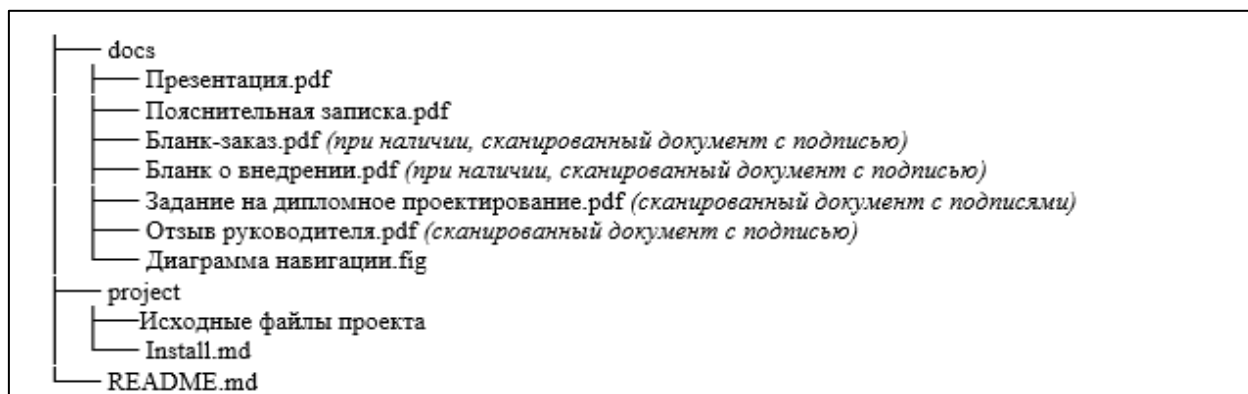 docs
Презентация.pdf
Пояснительная записка.pdf
Бланк-заказ.pdf (при наличии, сканированный документ с подписью)
Бланк о внедрении.pdf (при наличии, сканированный документ с подписью)
Задание на дипломное проектирование.pdf (сканированный документ с подписями)
Отзыв руководителя.pdf (сканированный документ с подписью)
Диаграмма навигации.fig
project
Исходные файлы проекта
Install.md
README.md